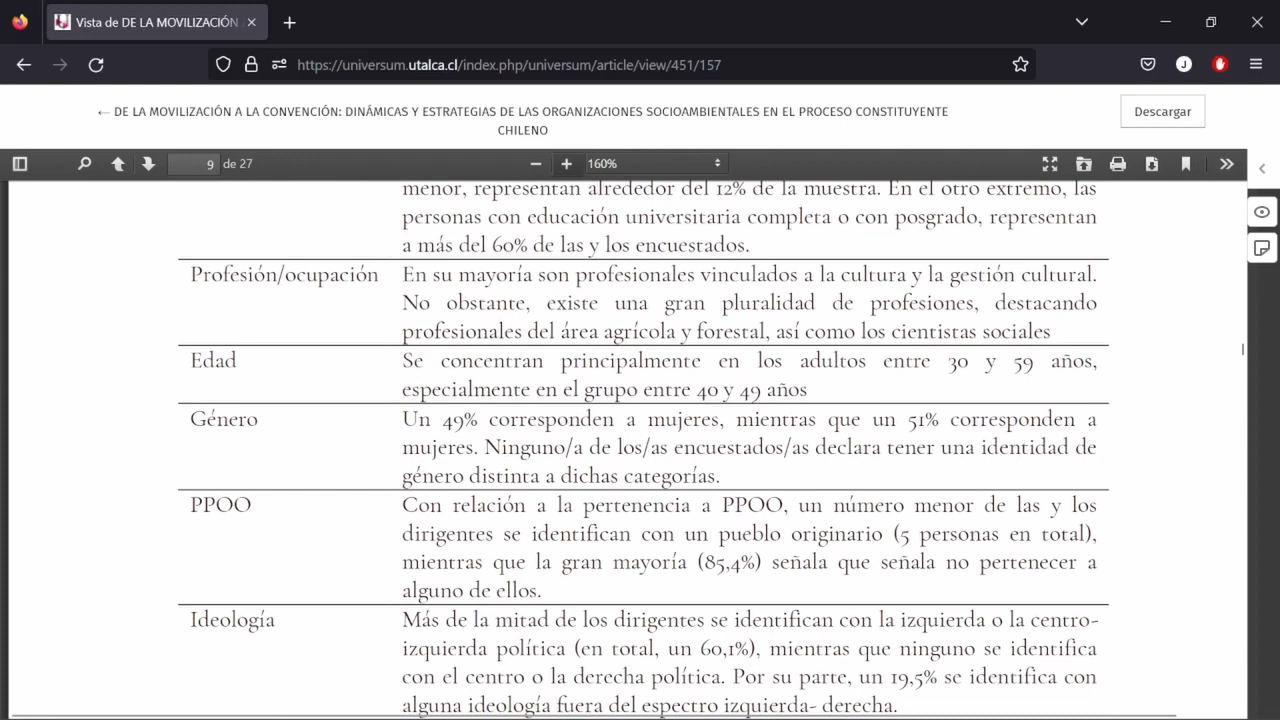 Vista de DE LA MOVILIZACIÓN
https://universum.utalca.cl/index.php/universum/article/view/451/157
J
← DE LA MOVILIZACIÓN A LA CONVENCIÓN: DINÁMICAS Y ESTRATEGIAS DE LAS ORGANIZACIONES SOCIOAMBIENTALES EN EL PROCESO CONSTITUYENTE
CHILENO
Descargar
9 de 27
160%
menor, representan alrededor del 12% de la muestra. En el otro extremo, las
personas con educación universitaria completa o con posgrado, representan
a más del 60% de las y los encuestados.
Profesión/ocupación En su mayoría son profesionales vinculados a la cultura y la gestión cultural.
No obstante, existe una gran pluralidad de profesiones, destacando
profesionales del área agrícola y forestal, así como los cientistas sociales
Edad Se concentran principalmente en los adultos entre 30 y 59 años,
especialmente en el grupo entre 40 y 49 años
Género Un 49% corresponden a mujeres, mientras que un 51% corresponden a
mujeres. Ninguno/a de los/as encuestados/as declara tener una identidad de
género distinta a dichas categorías.
PPOO Con relación a la pertenencia a PPOO, un número menor de las y los
dirigentes se identifican con un pueblo originario (5 personas en total),
mientras que la gran mayoría (85,4%) señala que señala no pertenecer a
alguno de ellos.
Ideología Más de la mitad de los dirigentes se identifican con la izquierda o la centro-
izquierda política (en total, un 60,1%), mientras que ninguno se identifica
con el centro o la derecha política. Por su parte, un 19,5% se identifica con
alguna ideología fuera del espectro izquierda- derecha.